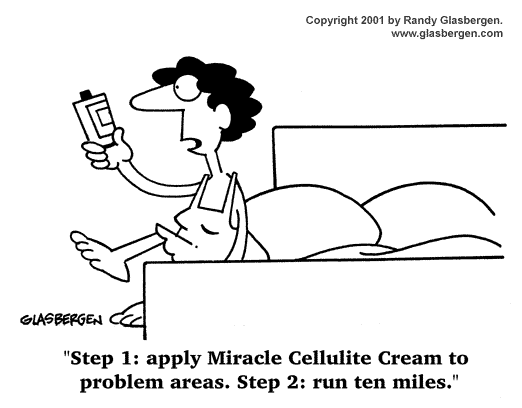 Copyright 2001 by Randy Glasbergen.
www.glasbergen.com
GLASBERGEN
"Step 1: apply Miracle Cellulite Cream to
problem areas. Step 2: run ten miles."